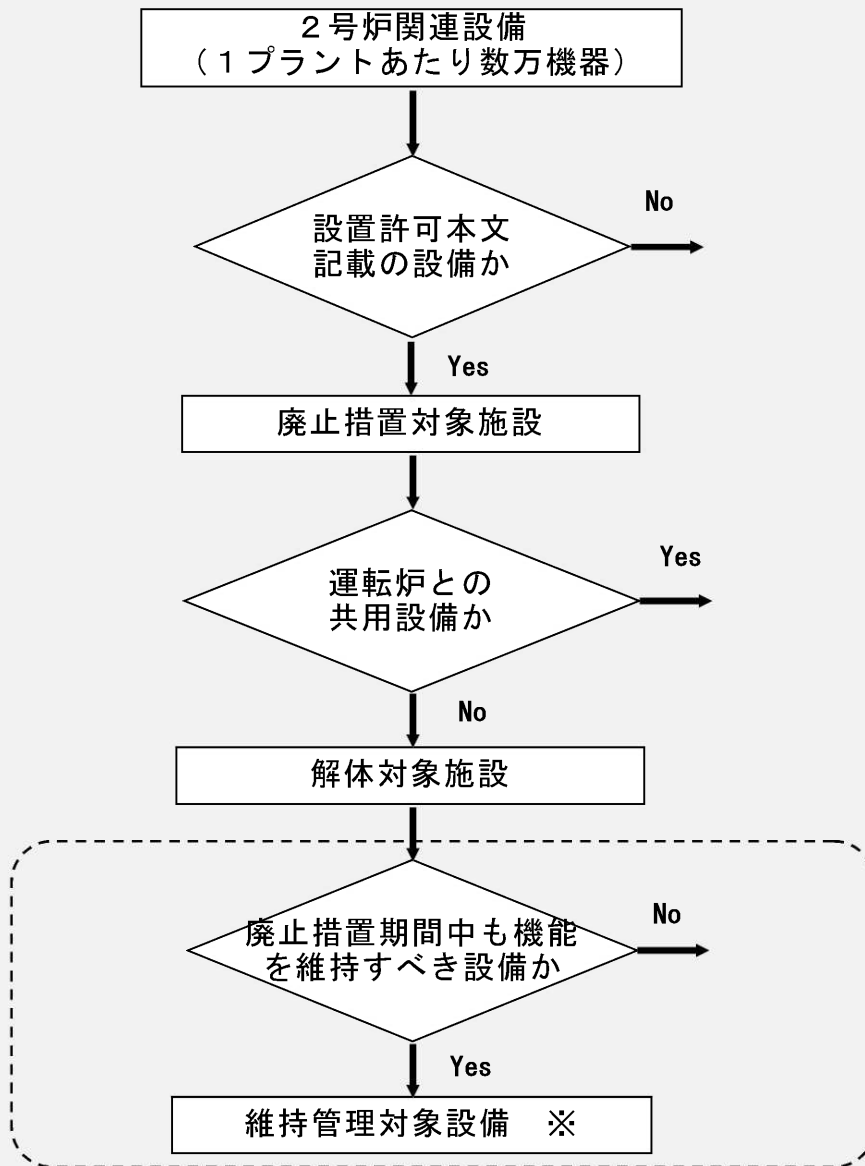 ２号炉関連設備
（１プラントあたり数万機器）
設置許可本文
記載の設備か
No
Yes
廃止措置対象施設
運転炉との
共用設備か
Yes
No
解体対象施設
廃止措置期間中も機能
を維持すべき設備か
No
Yes
維持管理対象設備　※